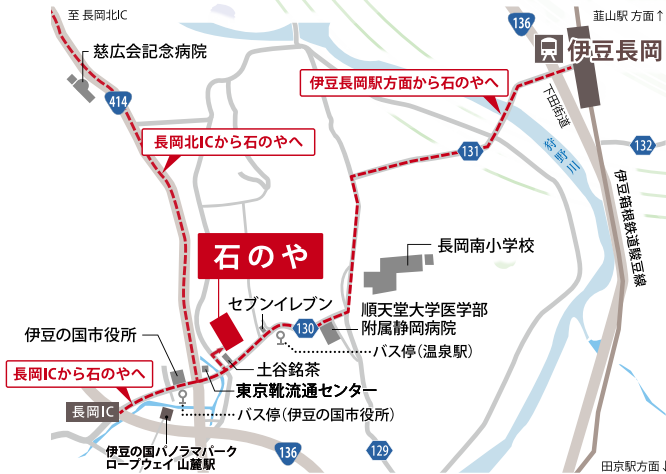 至 長岡北IC
136
韮山駅 方面↑
慈広会記念病院
伊豆長岡
伊豆長岡駅方面から石のやへ
下田街道
414
長岡北ICから石のやへ
131
狩野川
132
伊豆箱根鉄道駿豆線
石のや
長岡南小学校
セブンイレブン
順天堂大学医学部
附属静岡病院
130
伊豆の国市役所
バス停(温泉駅)
土谷銘茶
長岡ICから石のやへ
東京靴流通センター
長岡IC
バス停(伊豆の国市役所)
伊豆の国パノラマパーク
ロープウェイ 山麓駅
136
129
田京駅方面↓